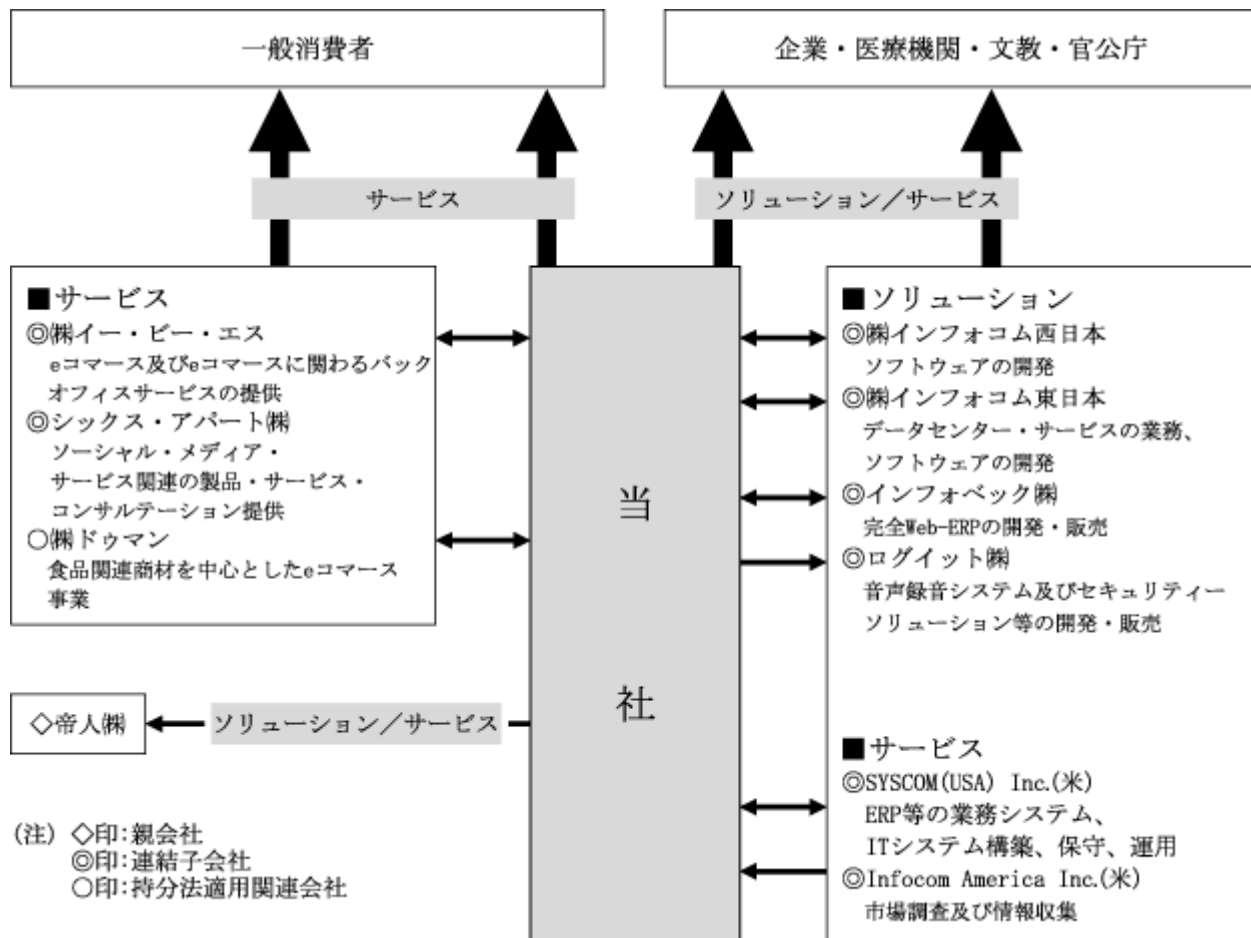 一般消費者
企業・医療機関・文教・官公庁
サービス
ソリューション／サービス
■サービス
◎㈱イー・ビー・エス
eコマース及びeコマースに関わるバック
オフィスサービスの提供
◎シックス・アパート㈱
ソーシャル・メディア・
サービス関連の製品・サービス・
コンサルテーション提供
○㈱ドゥマン
食品関連商材を中心としたeコマース
事業
当
社
■ソリューション
◎㈱インフォコム西日本
ソフトウェアの開発
◎㈱インフォコム東日本
データセンター・サービスの業務、
ソフトウェアの開発
◎インフォベック㈱
完全Web-ERPの開発・販売
◎ログイット㈱
音声録音システム及びセキュリティー
ソリューション等の開発・販売
■サービス
◎SYSCOM(USA) Inc.(米)
ERP等の業務システム、
ITシステム構築、保守、運用
◎Infocom America Inc.(米)
市場調査及び情報収集
◇帝人㈱
ソリューション／サービス
(注) ◇印：親会社
◎印：連結子会社
○印：持分法適用関連会社